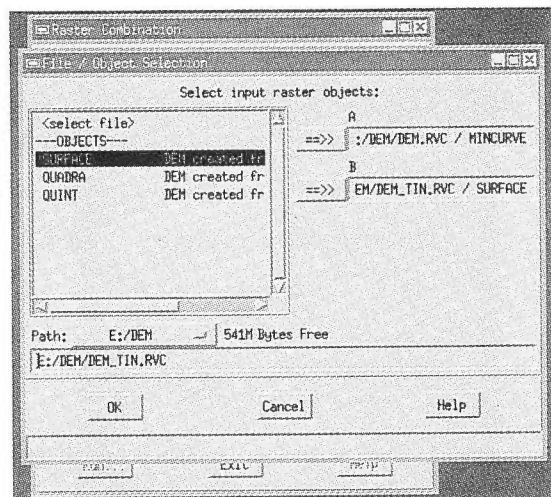 Raster Combination
File / Object Selection
Select input raster objects:
<select file>
---OBJECTS---
SURFACE DEM created fr
QUADRA DEM created fr
QUINT DEM created fr
A
==>> :/DEM/DEM.RVC / MINCURVE
B
==>> EM/DEM_TIN.RVC / SURFACE
Path: E:/DEM 541M Bytes Free
E:/DEM/DEM_TIN.RVC
OK Cancel Help
Run... Exit Help